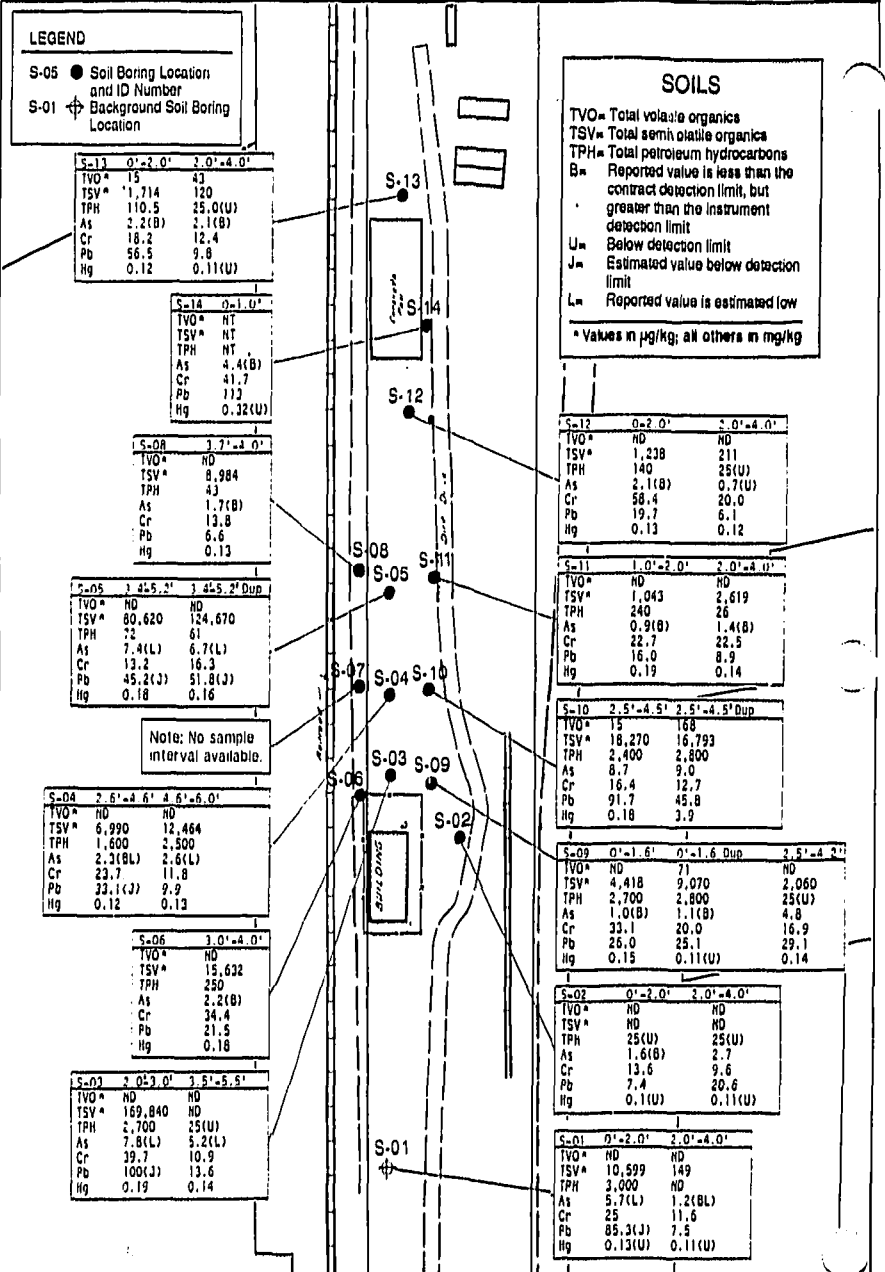 LEGEND
S-05 ● Soil Boring Location
and ID Number
S-01 Background Soil Boring
Location
SOILS
TVO= Total volatile organics
TSV= Total semivolatile organics
TPH= Total petroleum hydrocarbons
B= Reported value is less than the
contract detection limit, but
greater than the instrument
detection limit
U= Below detection limit
J= Estimated value below detection
limit
L= Reported value is estimated low
* Values in µg/kg; all others in mg/kg
S-13 0'-2.0' 2.0'-4.0'
TVO* 15 43
TSV* 1,714 120
TPH 110.5 25.0(U)
As 2.2(B) 2.1(B)
Cr 18.2 12.4
Pb 56.5 9.8
Hg 0.12 0.11(U)
S-14 0-1.0'
TVO* NT
TSV* NT
TPH NT
As 4.4(B)
Cr 41.7
Pb 113
Hg 0.32(U)
S-08 3.7'-4.0'
TVO* ND
TSV* 8,984
TPH 43
As 1.7(B)
Cr 13.8
Pb 6.6
Hg 0.13
S-05 3.4'-5.2' 3.4'-5.2' Dup
TVO* ND ND
TSV* 80,620 124,670
TPH 72 61
As 7.4(L) 6.7(L)
Cr 13.2 16.3
Pb 45.2(J) 51.8(J)
Hg 0.18 0.16
Note: No sample
interval available.
S-04 2.6'-4.6' 4.6'-6.0'
TVO* ND ND
TSV* 6,990 12,464
TPH 1,600 2,500
As 2.3(BL) 2.6(L)
Cr 23.7 11.8
Pb 33.1(J) 9.9
Hg 0.12 0.13
S-06 3.0'-4.0'
TVO* ND
TSV* 15,632
TPH 250
As 2.2(B)
Cr 34.4
Pb 21.5
Hg 0.18
S-03 2.0'-3.0' 3.5'-5.5'
TVO* ND ND
TSV* 169,840 ND
TPH 2,700 25(U)
As 7.8(L) 5.2(L)
Cr 39.7 10.9
Pb 100(J) 13.6
Hg 0.19 0.14
S-13
S-14
S-12
S-08
S-05
S-11
S-07
S-04
S-10
S-03
S-06
S-09
S-02
BUILDING
S-01
S-12 0-2.0' 2.0'-4.0'
TVO* ND ND
TSV* 1,238 211
TPH 140 25(U)
As 2.1(B) 0.7(U)
Cr 58.4 20.0
Pb 19.7 6.1
Hg 0.13 0.12
S-11 1.0'-2.0' 2.0'-4.0'
TVO* ND ND
TSV* 1,043 2,619
TPH 240 26
As 0.9(B) 1.4(B)
Cr 22.7 22.5
Pb 16.0 8.9
Hg 0.19 0.14
S-10 2.5'-4.5' 2.5'-4.5' Dup
TVO* 15 168
TSV* 18,270 16,793
TPH 2,400 2,800
As 8.7 9.0
Cr 16.4 12.7
Pb 91.7 45.8
Hg 0.18 3.9
S-09 0'-1.6' 0'-1.6 Dup 2.5'-4.2'
TVO* ND 71 ND
TSV* 4,418 9,070 2,060
TPH 2,700 2,800 25(U)
As 1.0(B) 1.1(B) 4.8
Cr 33.1 20.0 16.9
Pb 26.0 25.1 29.1
Hg 0.15 0.11(U) 0.14
S-02 0'-2.0' 2.0'-4.0'
TVO* ND ND
TSV* ND ND
TPH 25(U) 25(U)
As 1.6(B) 2.7
Cr 13.6 9.6
Pb 7.4 20.6
Hg 0.1(U) 0.11(U)
S-01 0'-2.0' 2.0'-4.0'
TVO* ND ND
TSV* 10,599 149
TPH 3,000 ND
As 5.7(L) 1.2(BL)
Cr 25 11.6
Pb 85.3(J) 7.5
Hg 0.13(U) 0.11(U)